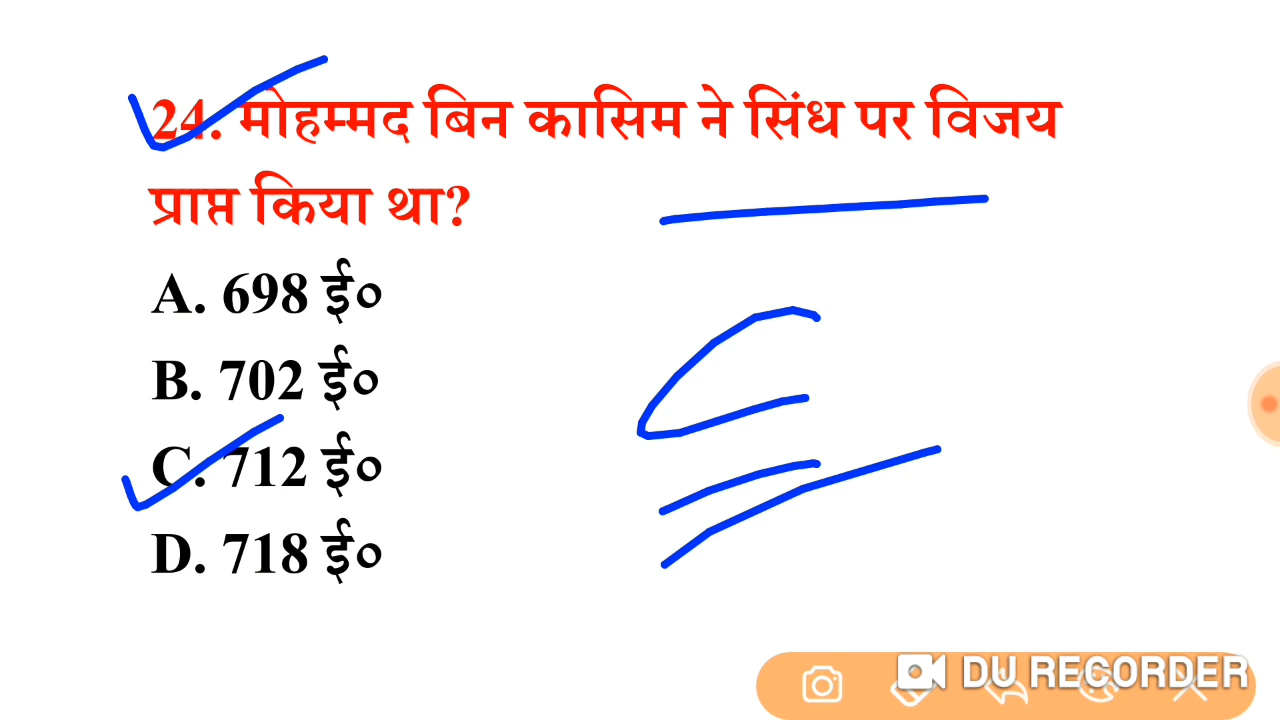 24. मोहम्मद बिन कासिम ने सिंध पर विजय
प्राप्त किया था?
A. 698 ई०
B. 702 ई०
C. 712 ई०
D. 718 ई०
DU RECORDER